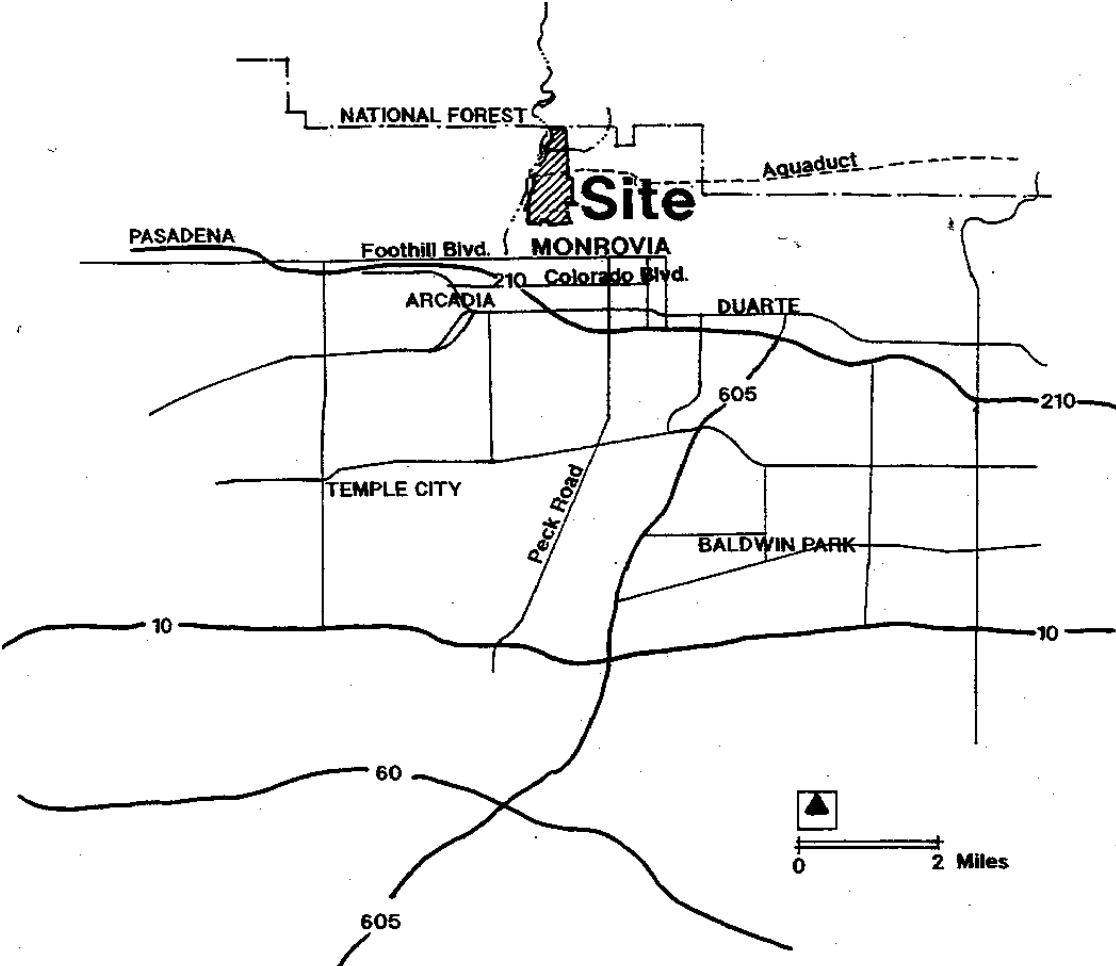 NATIONAL FOREST
Aquaduct
Site
PASADENA
Foothill Blvd.
MONROVIA
210
Colorado Blvd.
ARCADIA
DUARTE
605
210
TEMPLE CITY
Peck Road
BALDWIN PARK
10
10
60
0 2 Miles
605